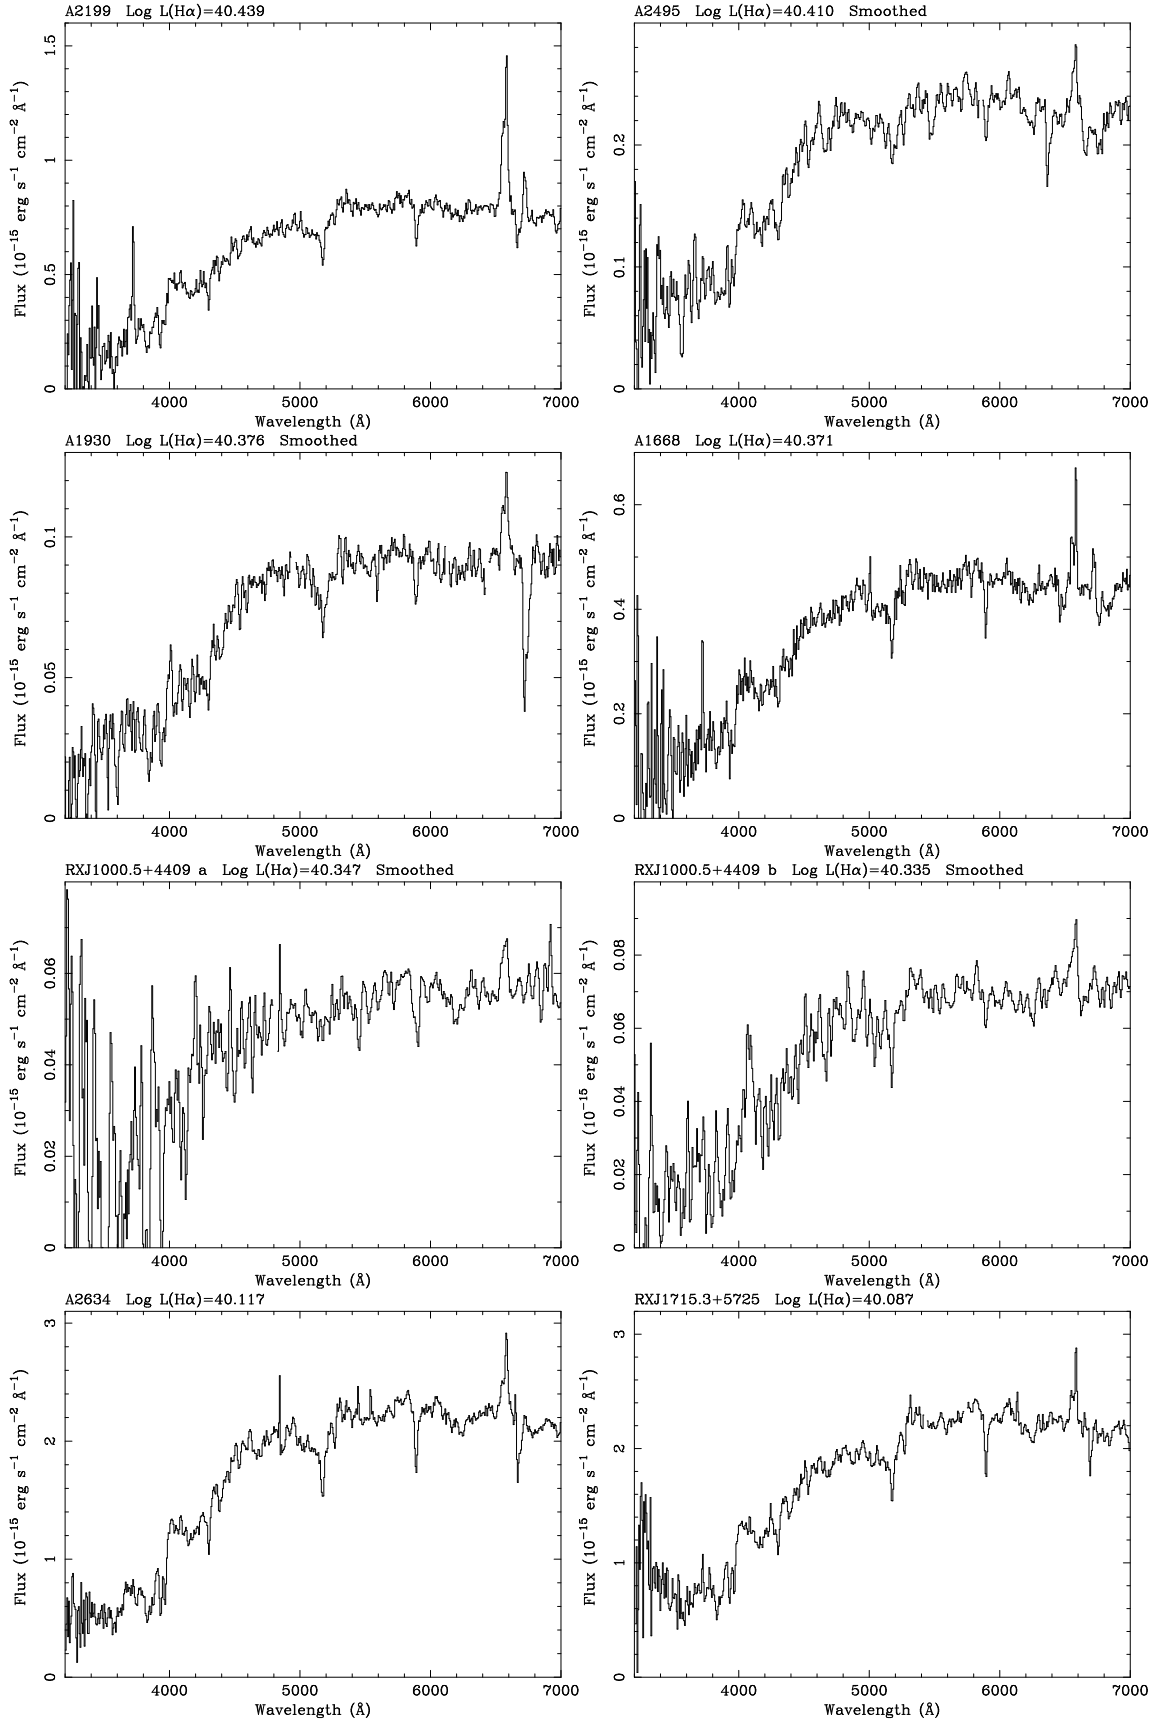 A2199 Log L(Hα)=40.439
Flux (10⁻¹⁵ erg s⁻¹ cm⁻² Å⁻¹)
1.5
1
0.5
0
4000 5000 6000 7000
Wavelength (Å)
A2495 Log L(Hα)=40.410 Smoothed
Flux (10⁻¹⁵ erg s⁻¹ cm⁻² Å⁻¹)
0.2
0.1
0
4000 5000 6000 7000
Wavelength (Å)
A1930 Log L(Hα)=40.376 Smoothed
Flux (10⁻¹⁵ erg s⁻¹ cm⁻² Å⁻¹)
0.1
0.05
0
4000 5000 6000 7000
Wavelength (Å)
A1668 Log L(Hα)=40.371
Flux (10⁻¹⁵ erg s⁻¹ cm⁻² Å⁻¹)
0.6
0.4
0.2
0
4000 5000 6000 7000
Wavelength (Å)
RXJ1000.5+4409 a Log L(Hα)=40.347 Smoothed
Flux (10⁻¹⁵ erg s⁻¹ cm⁻² Å⁻¹)
0.06
0.04
0.02
0
4000 5000 6000 7000
Wavelength (Å)
RXJ1000.5+4409 b Log L(Hα)=40.335 Smoothed
Flux (10⁻¹⁵ erg s⁻¹ cm⁻² Å⁻¹)
0.08
0.06
0.04
0.02
0
4000 5000 6000 7000
Wavelength (Å)
A2634 Log L(Hα)=40.117
Flux (10⁻¹⁵ erg s⁻¹ cm⁻² Å⁻¹)
3
2
1
0
4000 5000 6000 7000
Wavelength (Å)
RXJ1715.3+5725 Log L(Hα)=40.087
Flux (10⁻¹⁵ erg s⁻¹ cm⁻² Å⁻¹)
3
2
1
0
4000 5000 6000 7000
Wavelength (Å)